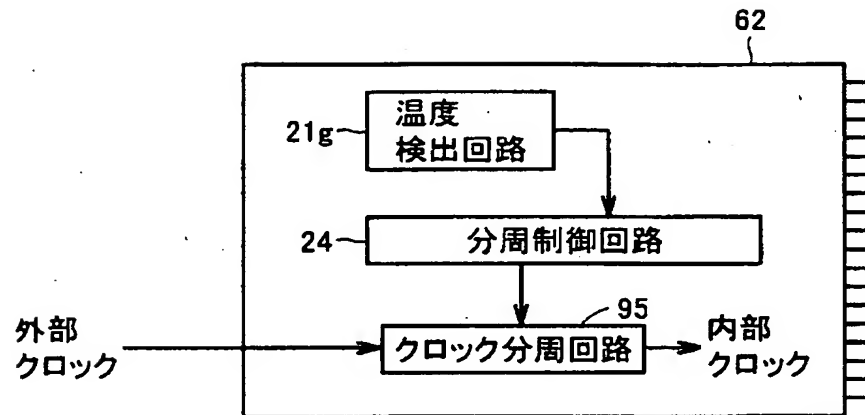 62
温度
検出回路
21g
24
分周制御回路
外部
クロック
95
クロック分周回路
内部
クロック